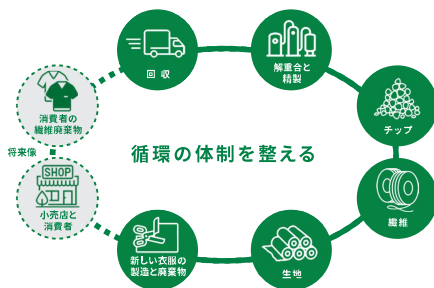 回収
解重合と
精製
消費者の
繊維廃棄物
チップ
将来像
循環の体制を整える
SHOP
小売店と
消費者
繊維
新しい衣服の
製造と廃棄物
生地